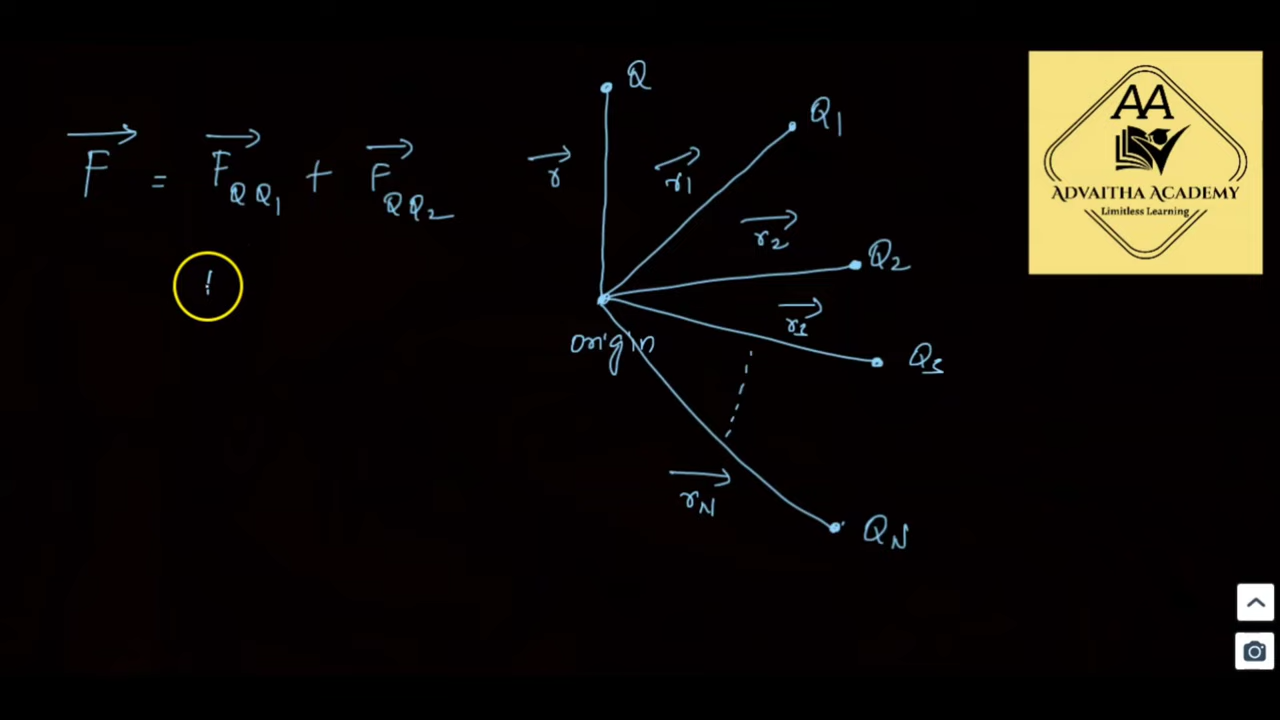 F = F_QQ1 + F_QQ2
Q
Q1
r
r1
r2
Q2
r3
Q3
origin
rN
QN
AA
ADVAITHA ACADEMY
Limitless Learning